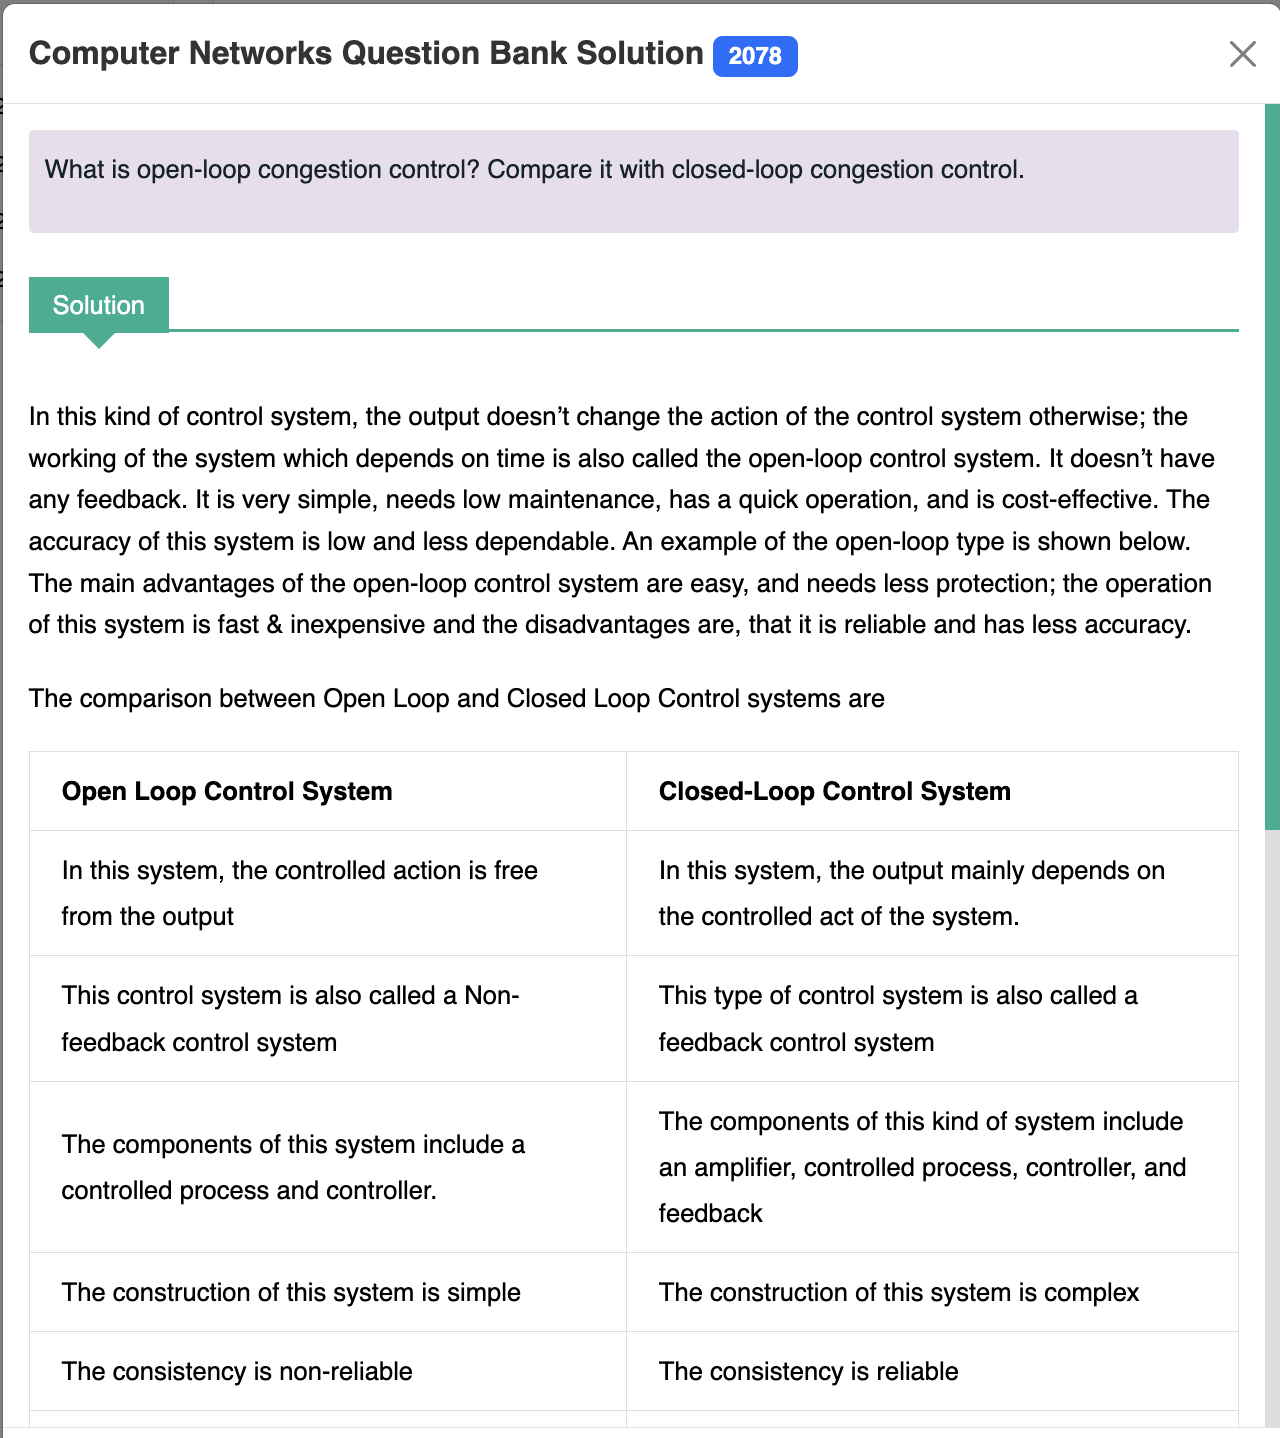 Computer Networks Question Bank Solution 2078
What is open-loop congestion control? Compare it with closed-loop congestion control.
Solution
In this kind of control system, the output doesn’t change the action of the control system otherwise; the
working of the system which depends on time is also called the open-loop control system. It doesn’t have
any feedback. It is very simple, needs low maintenance, has a quick operation, and is cost-effective. The
accuracy of this system is low and less dependable. An example of the open-loop type is shown below.
The main advantages of the open-loop control system are easy, and needs less protection; the operation
of this system is fast & inexpensive and the disadvantages are, that it is reliable and has less accuracy.
The comparison between Open Loop and Closed Loop Control systems are
Open Loop Control System
Closed-Loop Control System
In this system, the controlled action is free
from the output
In this system, the output mainly depends on
the controlled act of the system.
This control system is also called a Non-
feedback control system
This type of control system is also called a
feedback control system
The components of this system include a
controlled process and controller.
The components of this kind of system include
an amplifier, controlled process, controller, and
feedback
The construction of this system is simple
The construction of this system is complex
The consistency is non-reliable
The consistency is reliable